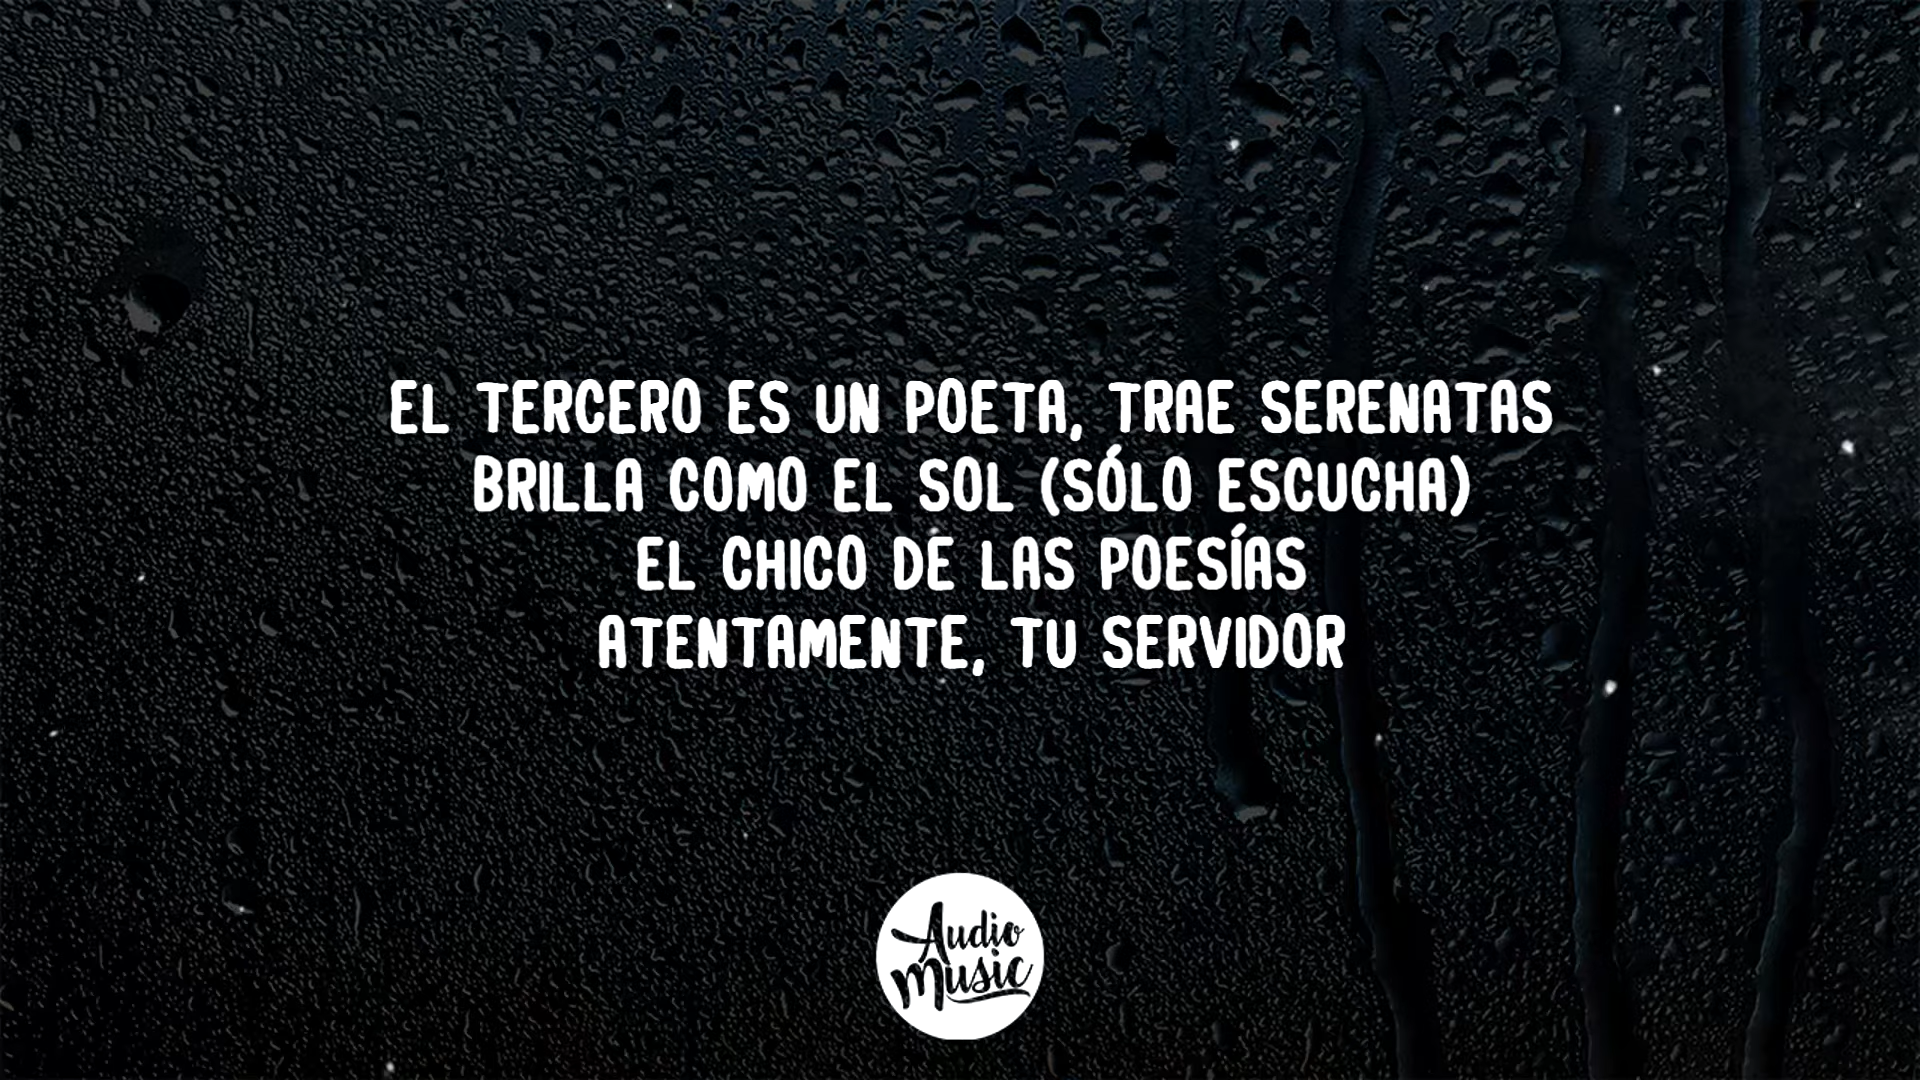 EL TERCERO ES UN POETA, TRAE SERENATAS
BRILLA COMO EL SOL (SÓLO ESCUCHA)
EL CHICO DE LAS POESÍAS
ATENTAMENTE, TU SERVIDOR
Audio
Music